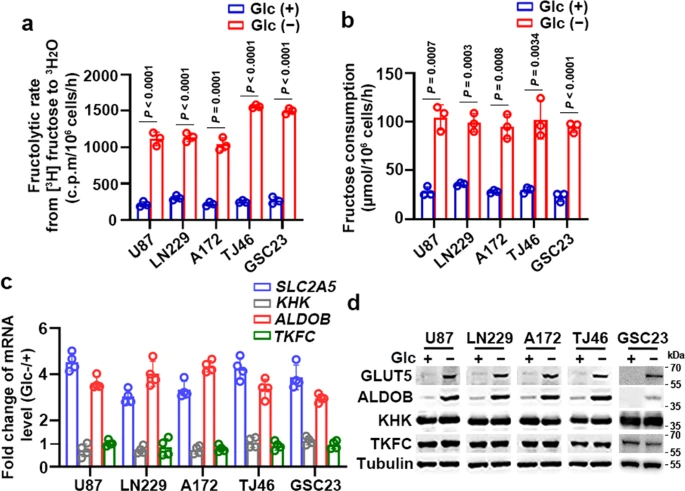 a
Glc (+)
Glc (−)
Fructolytic rate
from [³H] fructose to ³H2O
(c.p.m/10⁶ cells/h)
2000
1500
1000
500
0
P < 0.0001
P < 0.0001
P = 0.0001
P < 0.0001
P < 0.0001
U87
LN229
A172
TJ46
GSC23
b
Glc (+)
Glc (−)
Fructose consumption
(μmol/10⁶ cells/h)
150
100
50
0
P = 0.0007
P = 0.0003
P = 0.0008
P = 0.0034
P < 0.0001
U87
LN229
A172
TJ46
GSC23
c
SLC2A5
KHK
ALDOB
TKFC
Fold change of mRNA
level (Glc-/+)
6
4
2
1
0
U87
LN229
A172
TJ46
GSC23
d
U87 LN229 A172 TJ46 GSC23
kDa
Glc + − + − + − + − + −
GLUT5
70
55
ALDOB
55
35
KHK
35
25
TKFC
70
55
Tubulin
55